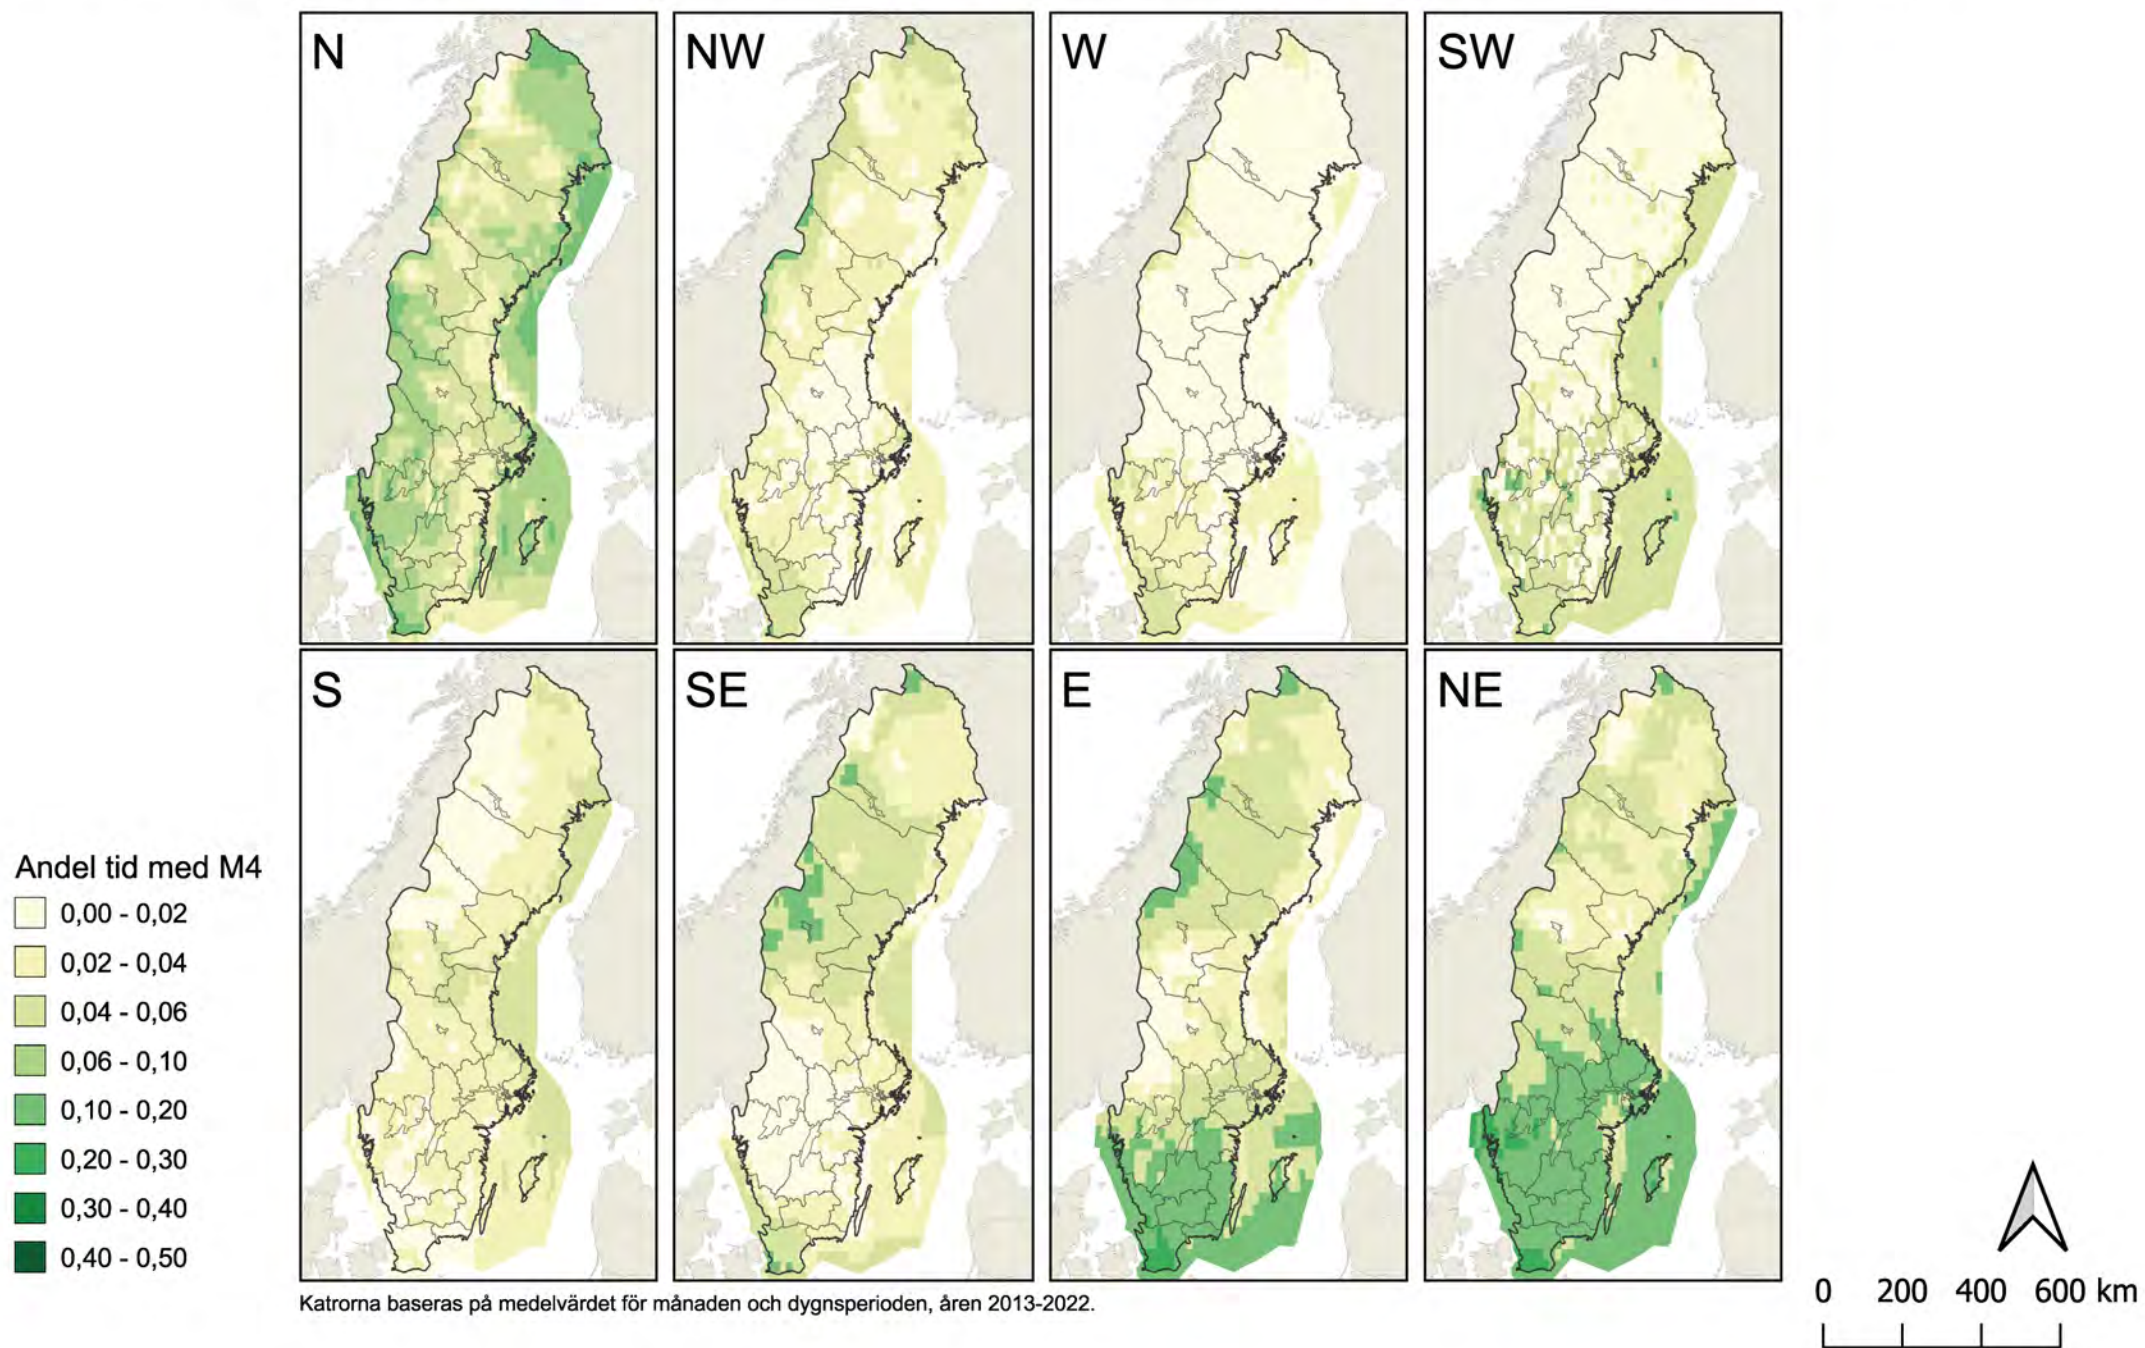 N
NW
W
SW
S
SE
E
NE
Andel tid med M4
0,00 - 0,02
0,02 - 0,04
0,04 - 0,06
0,06 - 0,10
0,10 - 0,20
0,20 - 0,30
0,30 - 0,40
0,40 - 0,50
Katrorna baseras på medelvärdet för månaden och dygnsperioden, åren 2013-2022.
0 200 400 600 km